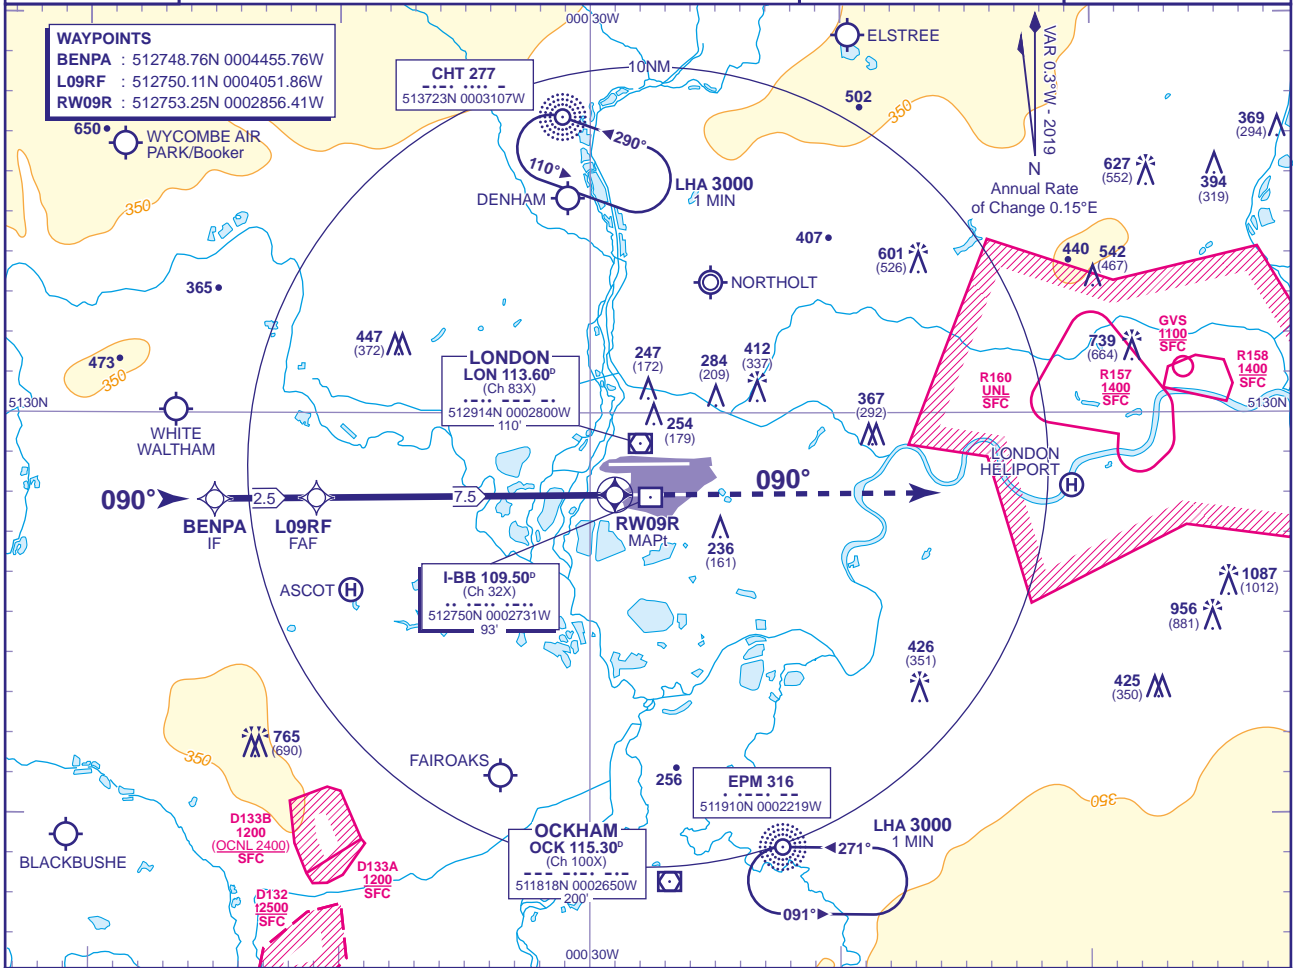 000 30W
WAYPOINTS
BENPA : 512748.76N 0004455.76W
L09RF : 512750.11N 0004051.86W
RW09R : 512753.25N 0002856.41W
650
WYCOMBE AIR
PARK/Booker
350
CHT 277
513723N 0003107W
10NM
ELSTREE
502
350
VAR 0.3°W - 2019
N
Annual Rate
of Change 0.15°E
369
(294)
627
(552)
394
(319)
290°
110°
DENHAM
LHA 3000
1 MIN
407
601
(526)
440
542
(467)
NORTHOLT
365
447
(372)
473
350
LONDON
LON 113.60D
(Ch 83X)
512914N 0002800W
110'
247
(172)
284
(209)
412
(337)
254
(179)
367
(292)
739
(664)
GVS
1100
SFC
R160
UNL
SFC
R157
1400
SFC
R158
1400
SFC
5130N
5130N
WHITE
WALTHAM
LONDON
HELIPORT
H
090°
2.5
7.5
090°
BENPA
IF
L09RF
FAF
RW09R
MAPt
236
(161)
ASCOT H
I-BB 109.50D
(Ch 32X)
512750N 0002731W
93'
1087
(1012)
956
(881)
426
(351)
425
(350)
765
(690)
350
FAIROAKS
256
EPM 316
511910N 0002219W
350
D133B
1200
(OCNL 2400)
SFC
BLACKBUSHE
D133A
1200
SFC
D132
2500
SFC
OCKHAM
OCK 115.30D
(Ch 100X)
511818N 0002650W
200'
LHA 3000
1 MIN
271°
091°
000 30W